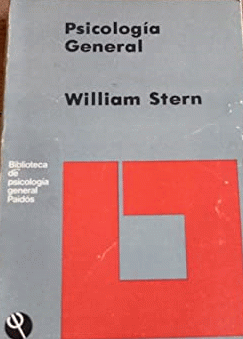 Psicología
General
William Stern
Biblioteca
de
psicología
general
Paidós